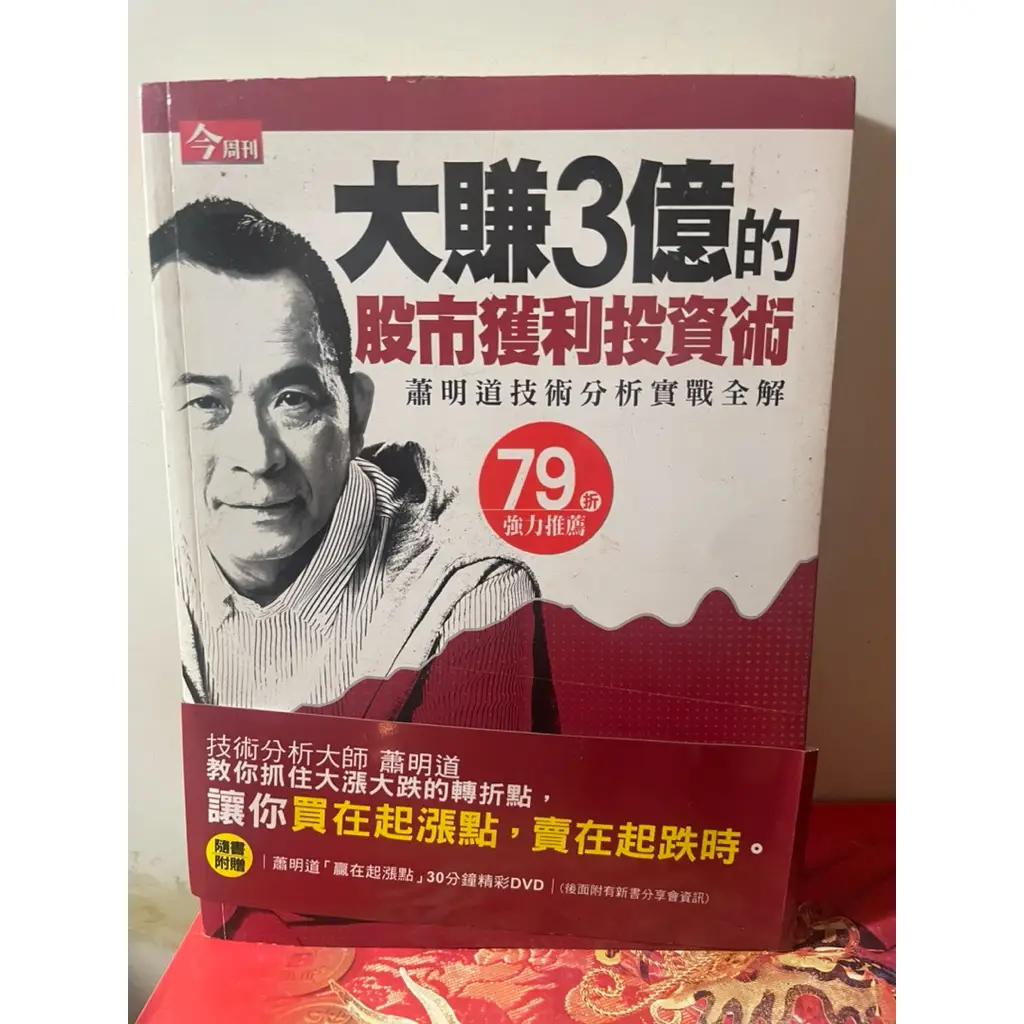 今周刊
大賺3億的
股市獲利投資術
蕭明道技術分析實戰全解
79折
強力推薦
技術分析大師 蕭明道
教你抓住大漲大跌的轉折點，
讓你買在起漲點，賣在起跌時。
隨書
附贈
｜蕭明道「贏在起漲點」30分鐘精彩DVD｜（後面附有新書分享會資訊）